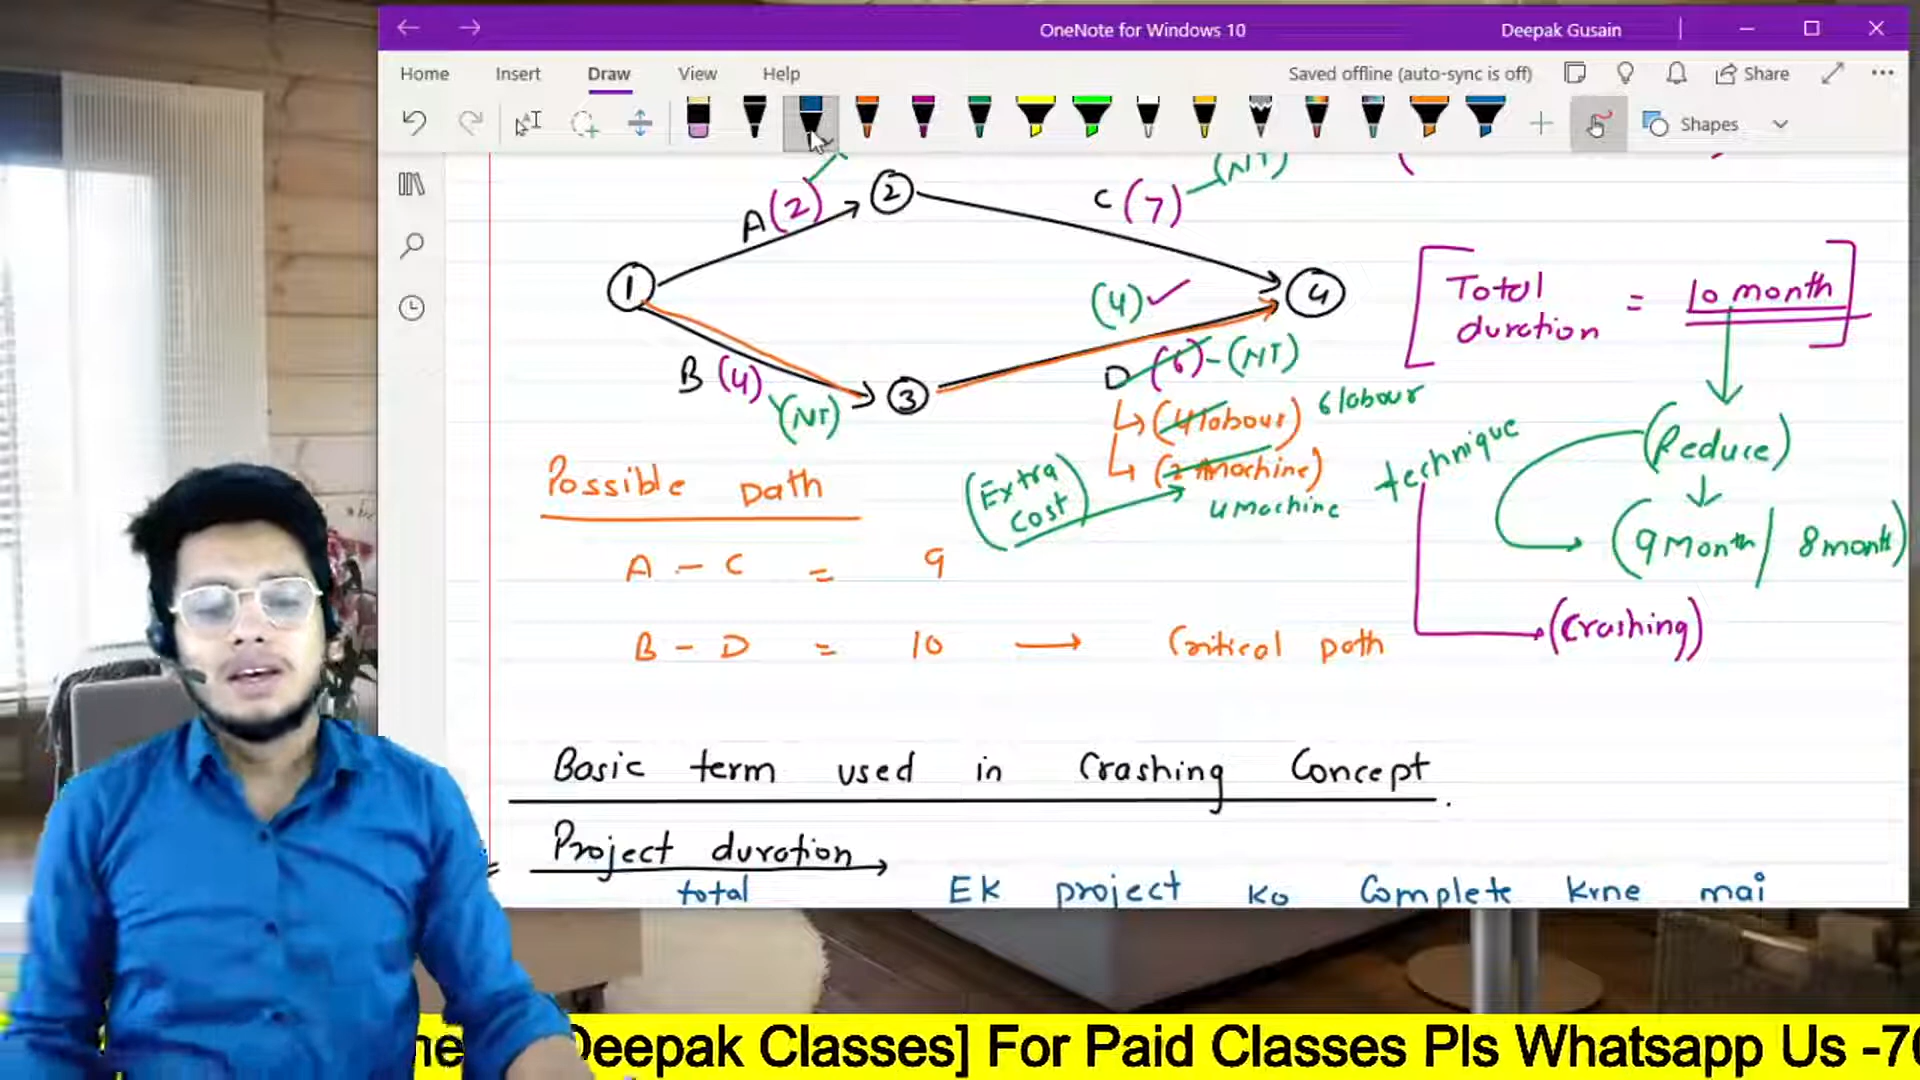 OneNote for Windows 10
Deepak Gusain
Home Insert Draw View Help
Saved offline (auto-sync is off) Share
Shapes
A (2) 2 C (7) (NT)
1 (4) 4
B (4) (NT) 3 D (6) - (NT)
Total duration = 10 month
(4 labour) 6 labour
(2 Machine) 4 Machine
(Extra Cost)
technique
(Reduce)
(9 Month / 8 month)
(Crashing)
Possible Path
A - C = 9
B - D = 10 → Critical path
Basic term used in Crashing Concept.
Project duration
total EK project Ko Complete krne mai
ne Deepak Classes] For Paid Classes Pls Whatsapp Us -70